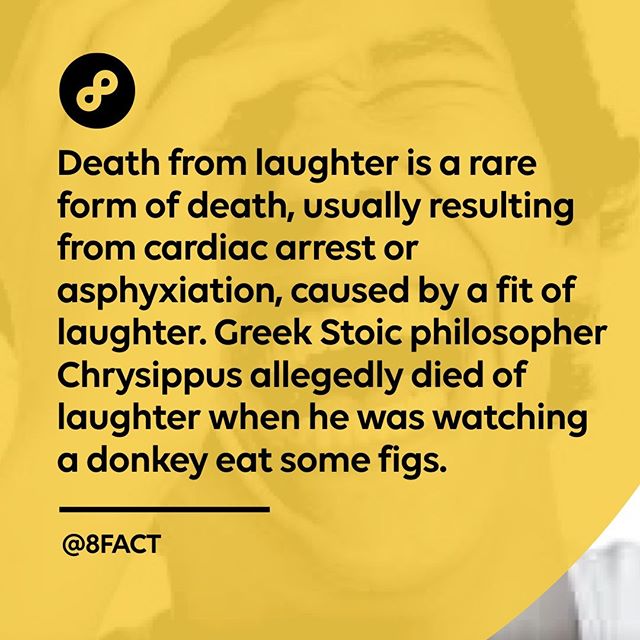 Death from laughter is a rare
form of death, usually resulting
from cardiac arrest or
asphyxiation, caused by a fit of
laughter. Greek Stoic philosopher
Chrysippus allegedly died of
laughter when he was watching
a donkey eat some figs.
@8FACT